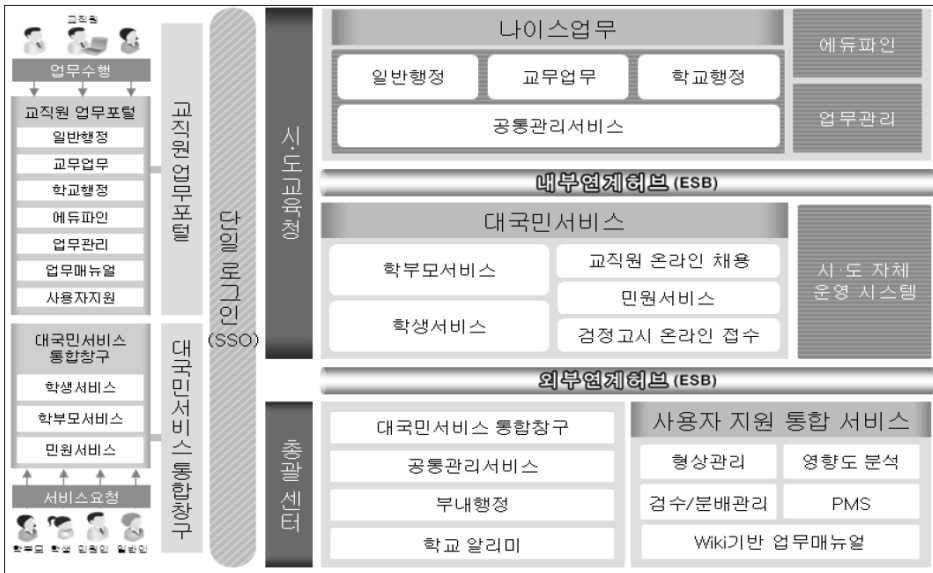 교직원
업무수행
교직원 업무포털
일반행정
교무업무
학교행정
에듀파인
업무관리
업무매뉴얼
사용자지원
대국민서비스
통합창구
학생서비스
학부모서비스
민원서비스
서비스요청
학부모 학생 민원인 일반인
교직원 업무포털
대국민서비스 통합창구
단일 로그인
(SSO)
시·도교육청
나이스업무
일반행정
교무업무
학교행정
공통관리서비스
에듀파인
업무관리
내부연계허브 (ESB)
대국민서비스
학부모서비스
학생서비스
교직원 온라인 채용
민원서비스
검정고시 온라인 접수
시·도 자체
운영 시스템
외부연계허브 (ESB)
총괄 센터
대국민서비스 통합창구
공통관리서비스
부내행정
학교 알리미
사용자 지원 통합 서비스
형상관리
영향도 분석
검수/분배관리
PMS
Wiki기반 업무매뉴얼